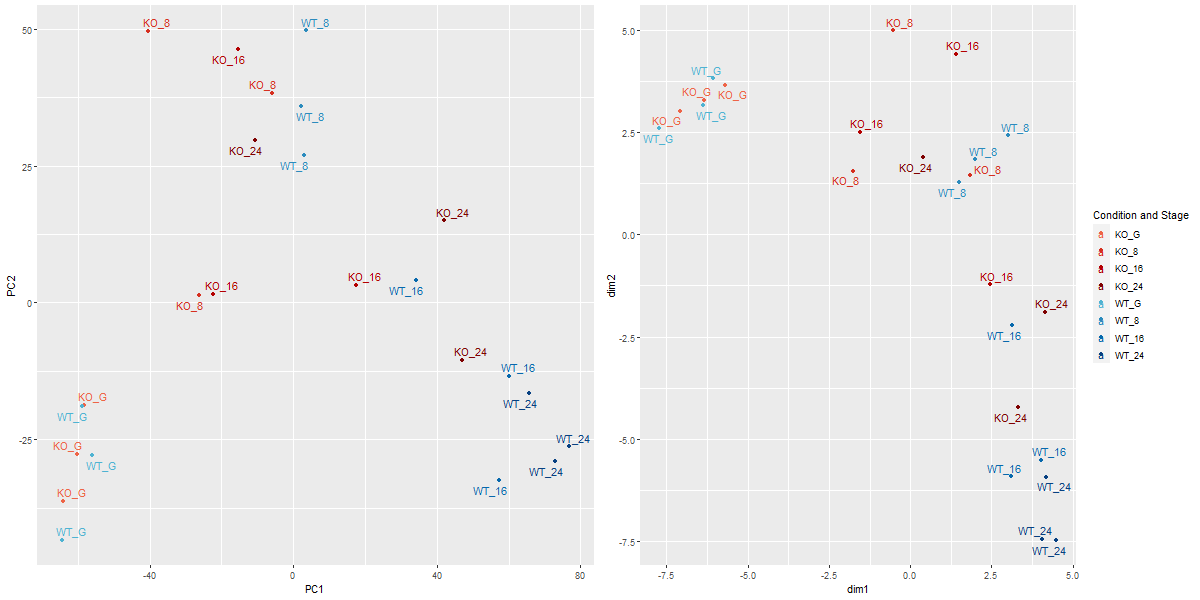 KO_8
WT_8
KO_16
KO_8
WT_8
KO_24
WT_8
KO_24
KO_16
KO_8
KO_16
WT_16
KO_24
WT_16
WT_24
KO_G
WT_G
WT_24
KO_G
WT_G
WT_24
WT_16
KO_G
WT_G
50
25
0
-25
-40
0
40
80
PC1
PC2
KO_8
KO_16
WT_G
KO_G
KO_G
WT_G
KO_G
WT_G
KO_16
WT_8
WT_8
KO_24
KO_8
KO_8
WT_8
KO_16
KO_24
WT_16
KO_24
WT_16
WT_16
WT_24
WT_24
WT_24
5.0
2.5
0.0
-2.5
-5.0
-7.5
-7.5
-5.0
-2.5
0.0
2.5
5.0
dim1
dim2
Condition and Stage
a KO_G
a KO_8
a KO_16
a KO_24
a WT_G
a WT_8
a WT_16
a WT_24